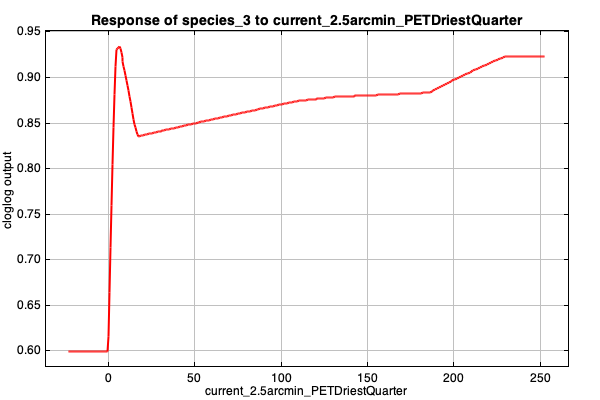 Response of species_3 to current_2.5arcmin_PETDriestQuarter
0.95
0.90
0.85
0.80
0.75
0.70
0.65
0.60
cloglog output
0 50 100 150 200 250
current_2.5arcmin_PETDriestQuarter